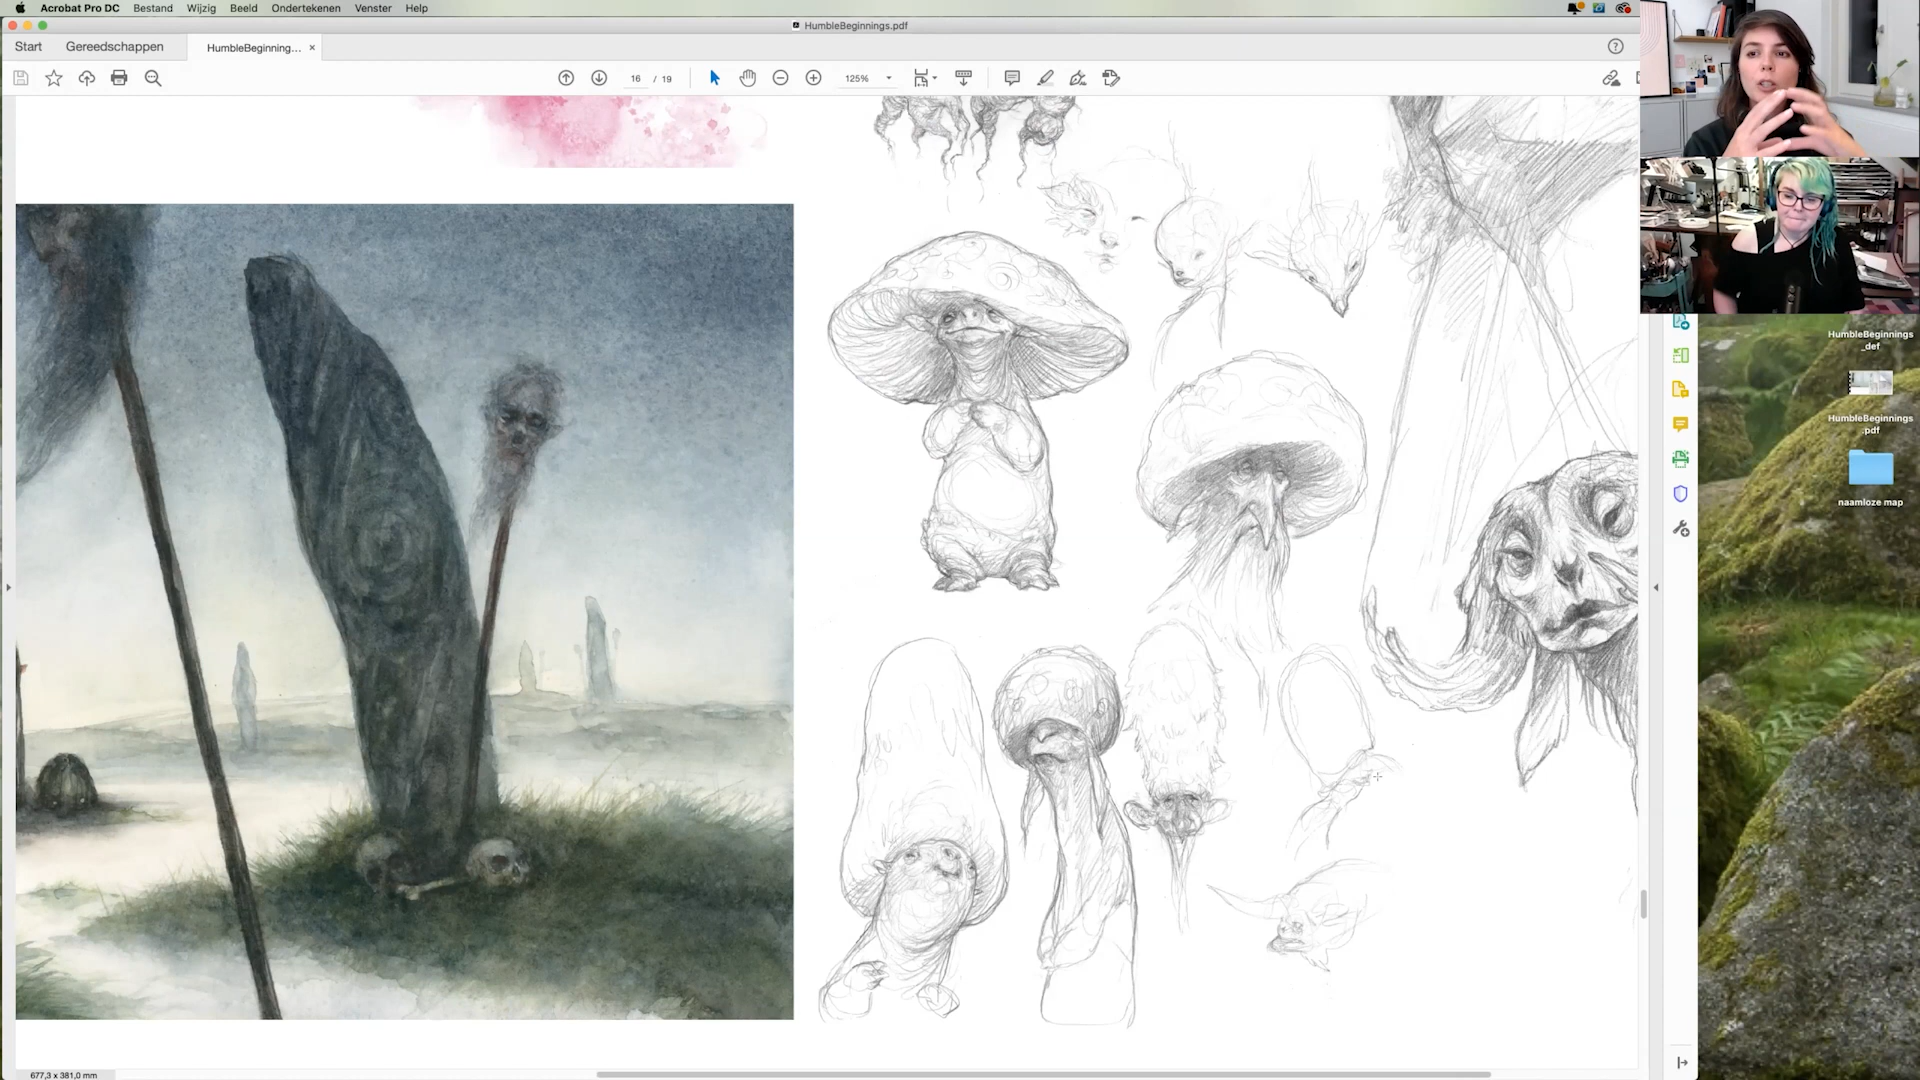 Acrobat Pro DC Bestand Wijzig Beeld Ondertekenen Venster Help
HumbleBeginnings.pdf
Start Gereedschappen HumbleBeginning... ×
16 / 19 125%
HumbleBeginnings
_def
HumbleBeginnings
.pdf
naamloze map
677,3 x 381,0 mm